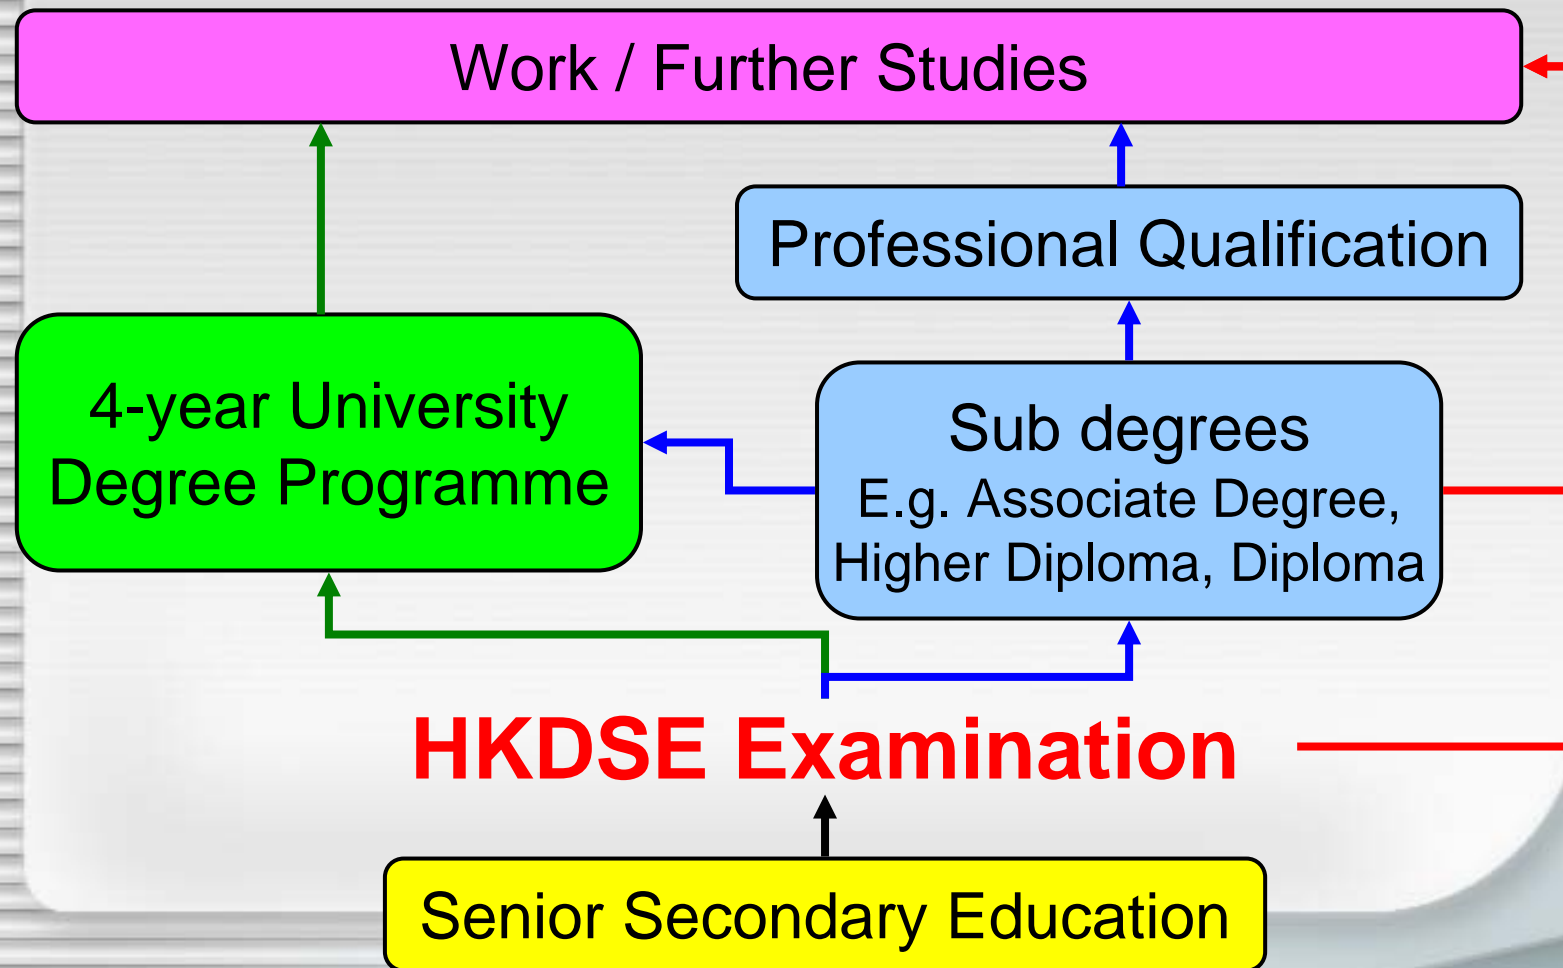 Work / Further Studies
Professional Qualification
4-year University
Degree Programme
Sub degrees
E.g. Associate Degree,
Higher Diploma, Diploma
HKDSE Examination
Senior Secondary Education